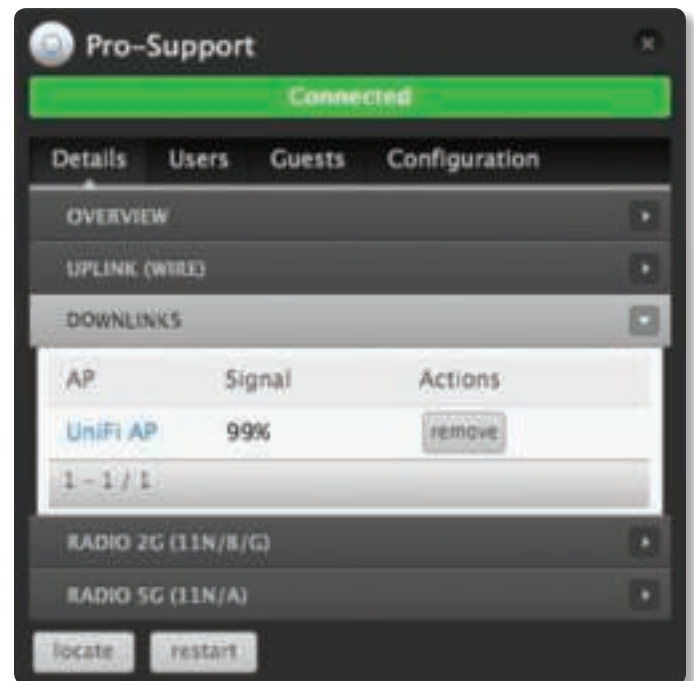 Pro-Support
Connected
Details Users Guests Configuration
OVERVIEW
UPLINK (WIRE)
DOWNLINKS
AP Signal Actions
UniFi AP 99% remove
1 - 1 / 1
RADIO 2G (11N/B/G)
RADIO 5G (11N/A)
locate restart